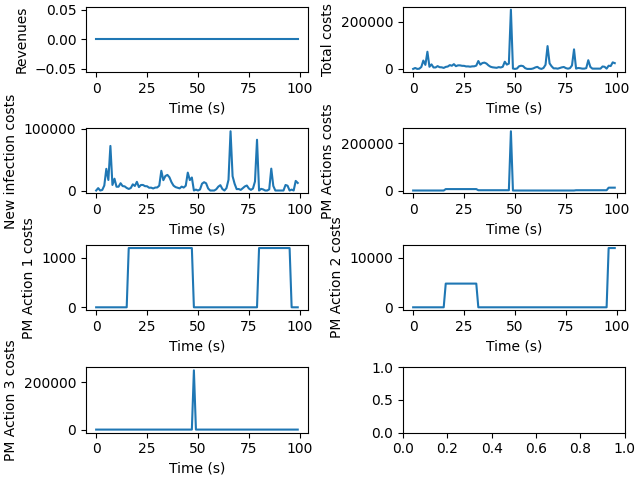 Revenues
0.05
0.00
−0.05
0 25 50 75 100
Time (s)
Total costs
200000
0
0 25 50 75 100
Time (s)
New infection costs
100000
0
0 25 50 75 100
Time (s)
PM Actions costs
200000
0
0 25 50 75 100
Time (s)
PM Action 1 costs
1000
0
0 25 50 75 100
Time (s)
PM Action 2 costs
10000
0
0 25 50 75 100
Time (s)
PM Action 3 costs
200000
0
0 25 50 75 100
Time (s)
1.0
0.5
0.0
0.0 0.2 0.4 0.6 0.8 1.0